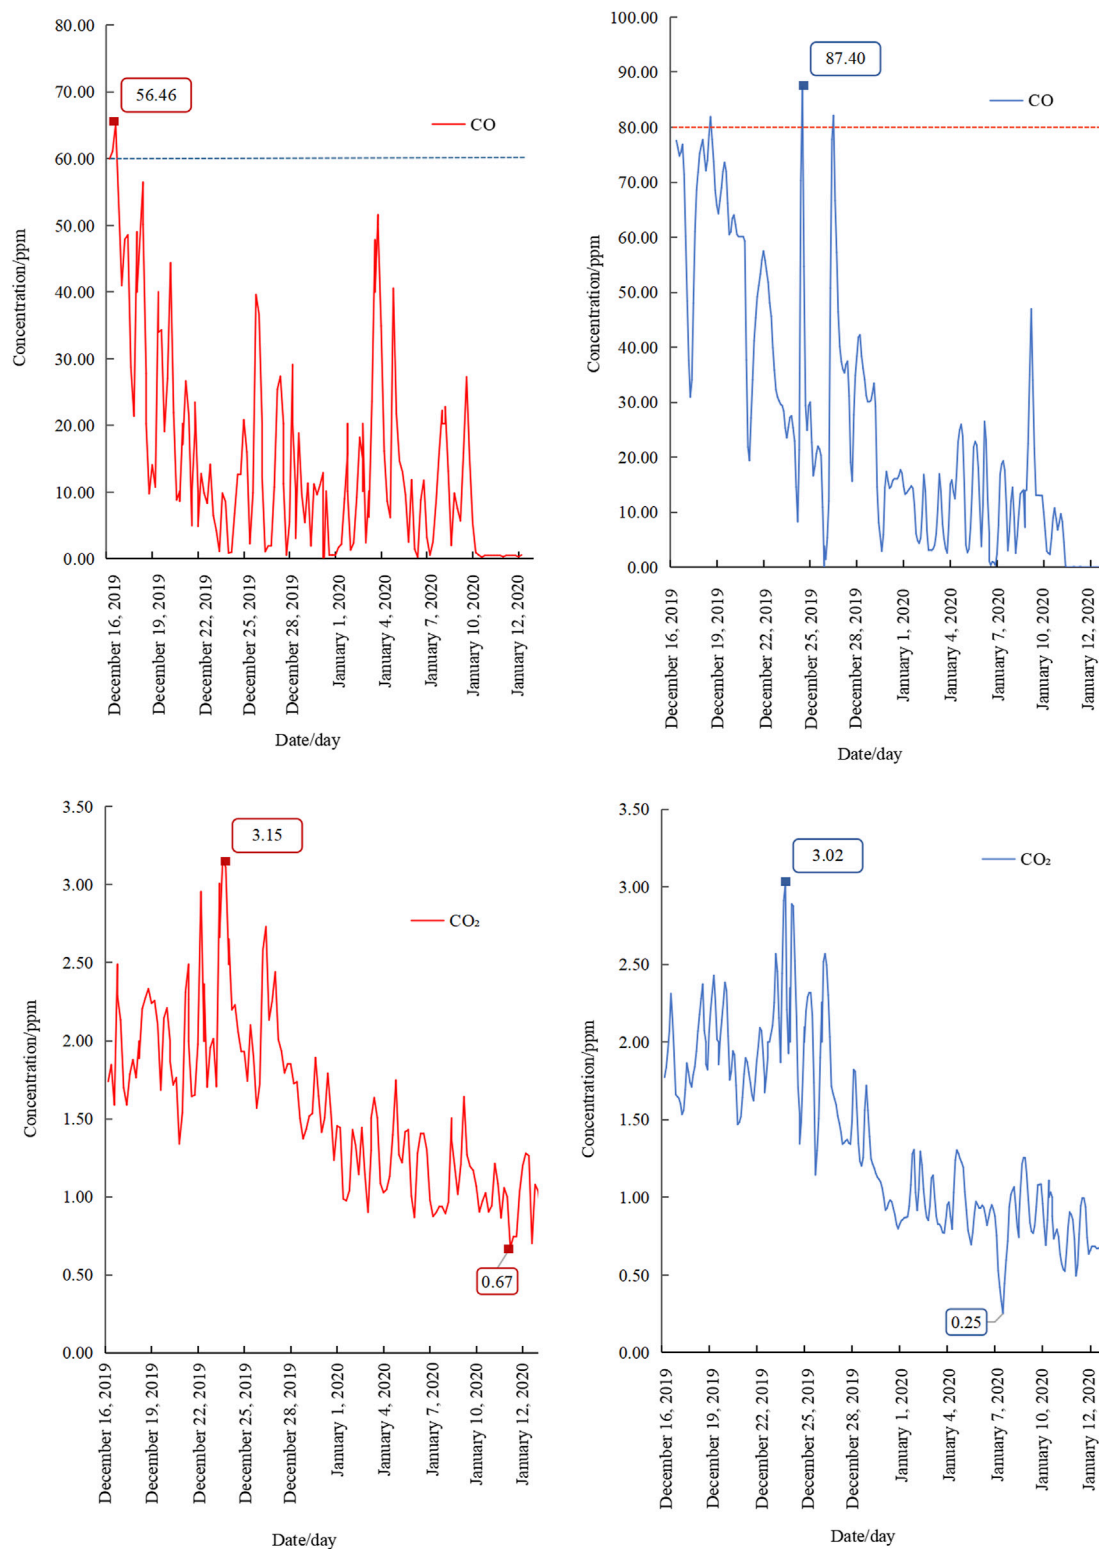 80.00
70.00
60.00
50.00
40.00
30.00
20.00
10.00
0.00
Concentration/ppm
56.46
CO
December 16, 2019
December 19, 2019
December 22, 2019
December 25, 2019
December 28, 2019
January 1, 2020
January 4, 2020
January 7, 2020
January 10, 2020
January 12, 2020
Date/day
100.00
90.00
80.00
70.00
60.00
50.00
40.00
30.00
20.00
10.00
0.00
Concentration/ppm
87.40
CO
December 16, 2019
December 19, 2019
December 22, 2019
December 25, 2019
December 28, 2019
January 1, 2020
January 4, 2020
January 7, 2020
January 10, 2020
January 12, 2020
Date/day
3.50
3.00
2.50
2.00
1.50
1.00
0.50
0.00
Concentration/ppm
3.15
CO₂
0.67
December 16, 2019
December 19, 2019
December 22, 2019
December 25, 2019
December 28, 2019
January 1, 2020
January 4, 2020
January 7, 2020
January 10, 2020
January 12, 2020
Date/day
3.50
3.00
2.50
2.00
1.50
1.00
0.50
0.00
Concentration/ppm
3.02
CO₂
0.25
December 16, 2019
December 19, 2019
December 22, 2019
December 25, 2019
December 28, 2019
January 1, 2020
January 4, 2020
January 7, 2020
January 10, 2020
January 12, 2020
Date/day